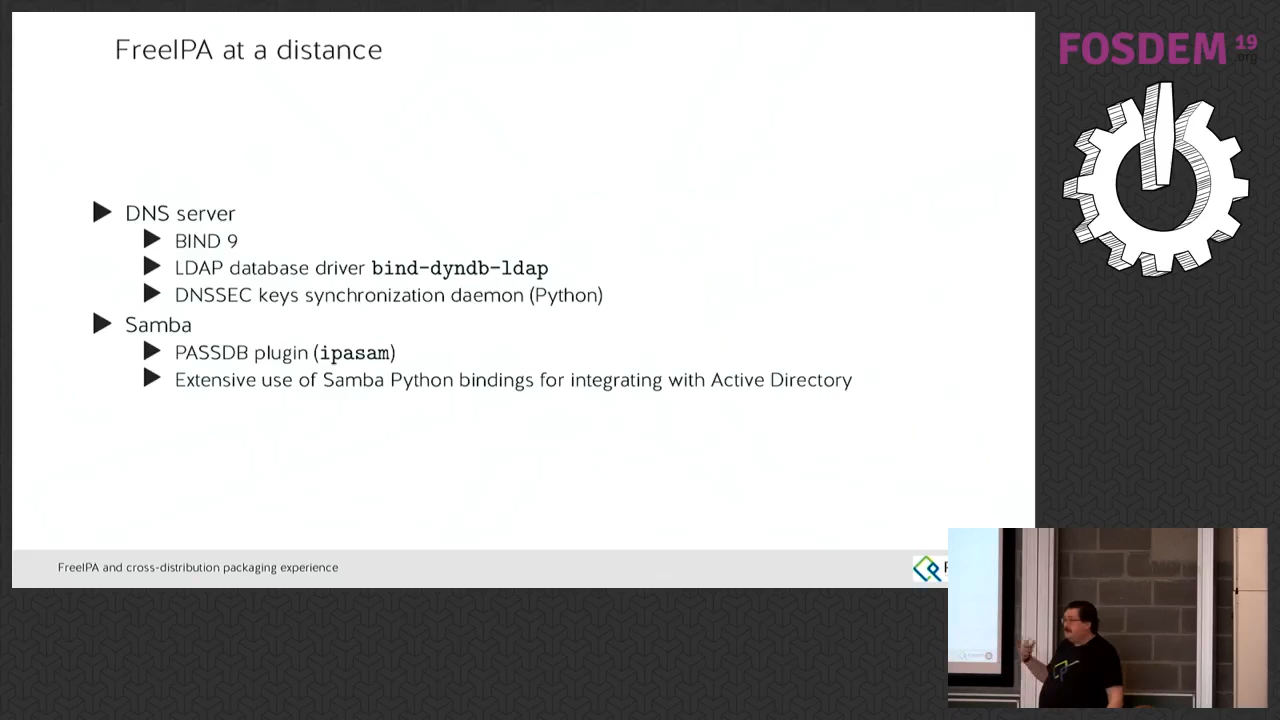 FreeIPA at a distance
FOSDEM 19
.org
DNS server
BIND 9
LDAP database driver bind-dyndb-ldap
DNSSEC keys synchronization daemon (Python)
Samba
PASSDB plugin (ipasam)
Extensive use of Samba Python bindings for integrating with Active Directory
FreeIPA and cross-distribution packaging experience